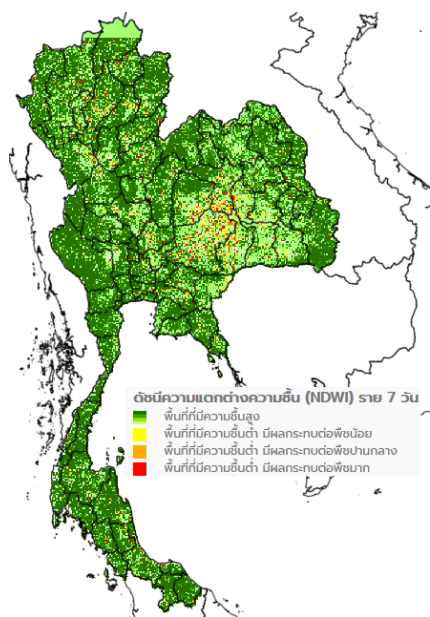 ดัชนีความแตกต่างความชื้น (NDWI) ราย 7 วัน
พื้นที่ที่มีความชื้นสูง
พื้นที่ที่มีความชื้นต่ำ มีผลกระทบต่อพืชน้อย
พื้นที่ที่มีความชื้นต่ำ มีผลกระทบต่อพืชปานกลาง
พื้นที่ที่มีความชื้นต่ำ มีผลกระทบต่อพืชมาก